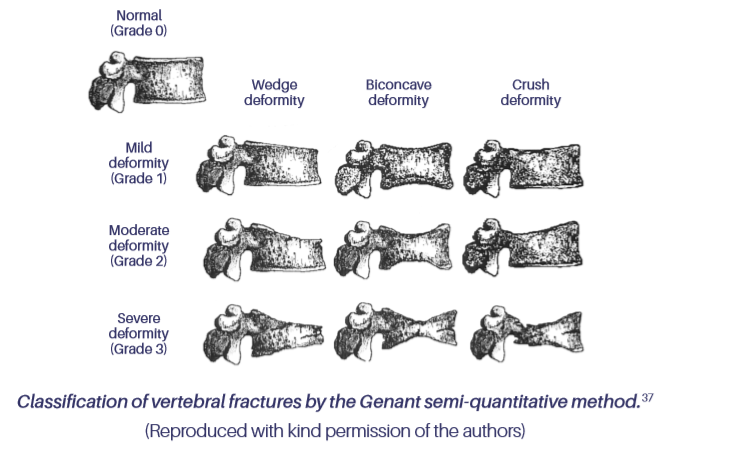 Normal
(Grade 0)
Wedge
deformity
Biconcave
deformity
Crush
deformity
Mild
deformity
(Grade 1)
Moderate
deformity
(Grade 2)
Severe
deformity
(Grade 3)
Classification of vertebral fractures by the Genant semi-quantitative method.³⁷
(Reproduced with kind permission of the authors)